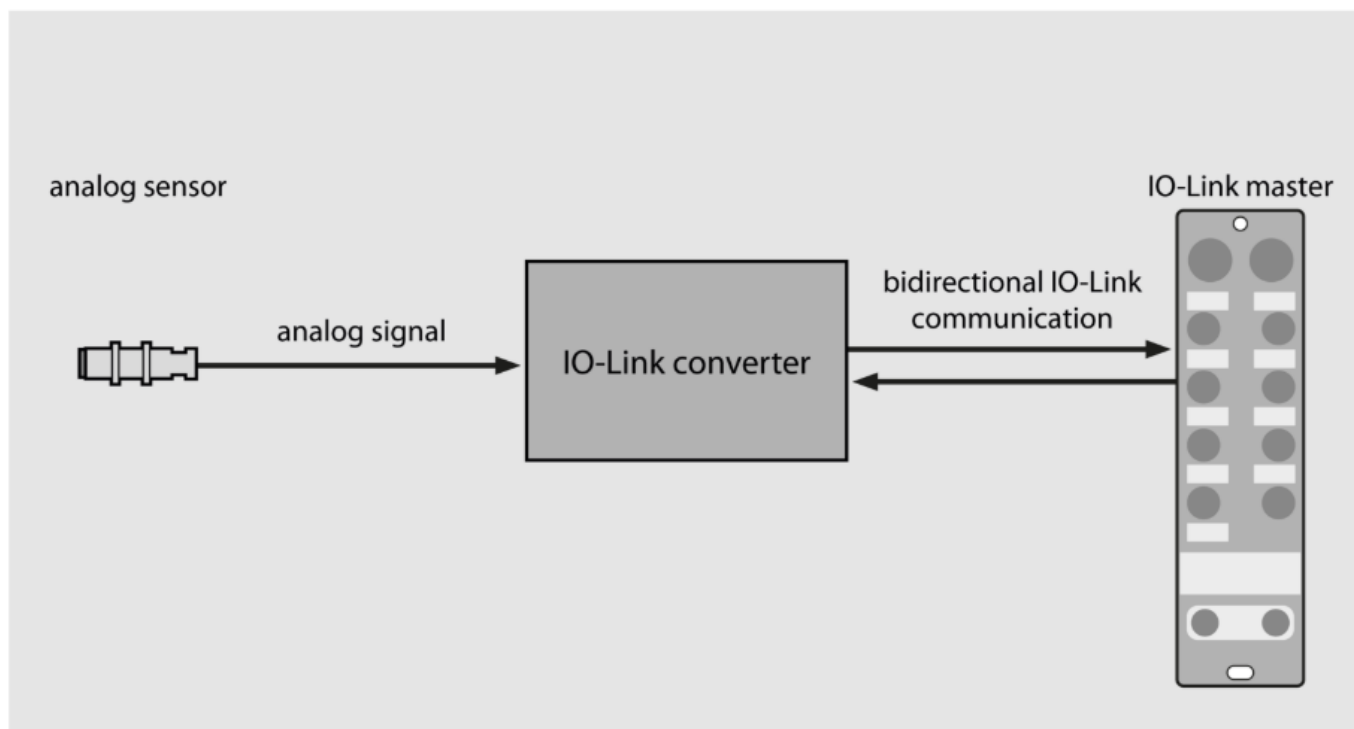 analog sensor
IO-Link master
bidirectional IO-Link
communication
analog signal
IO-Link converter